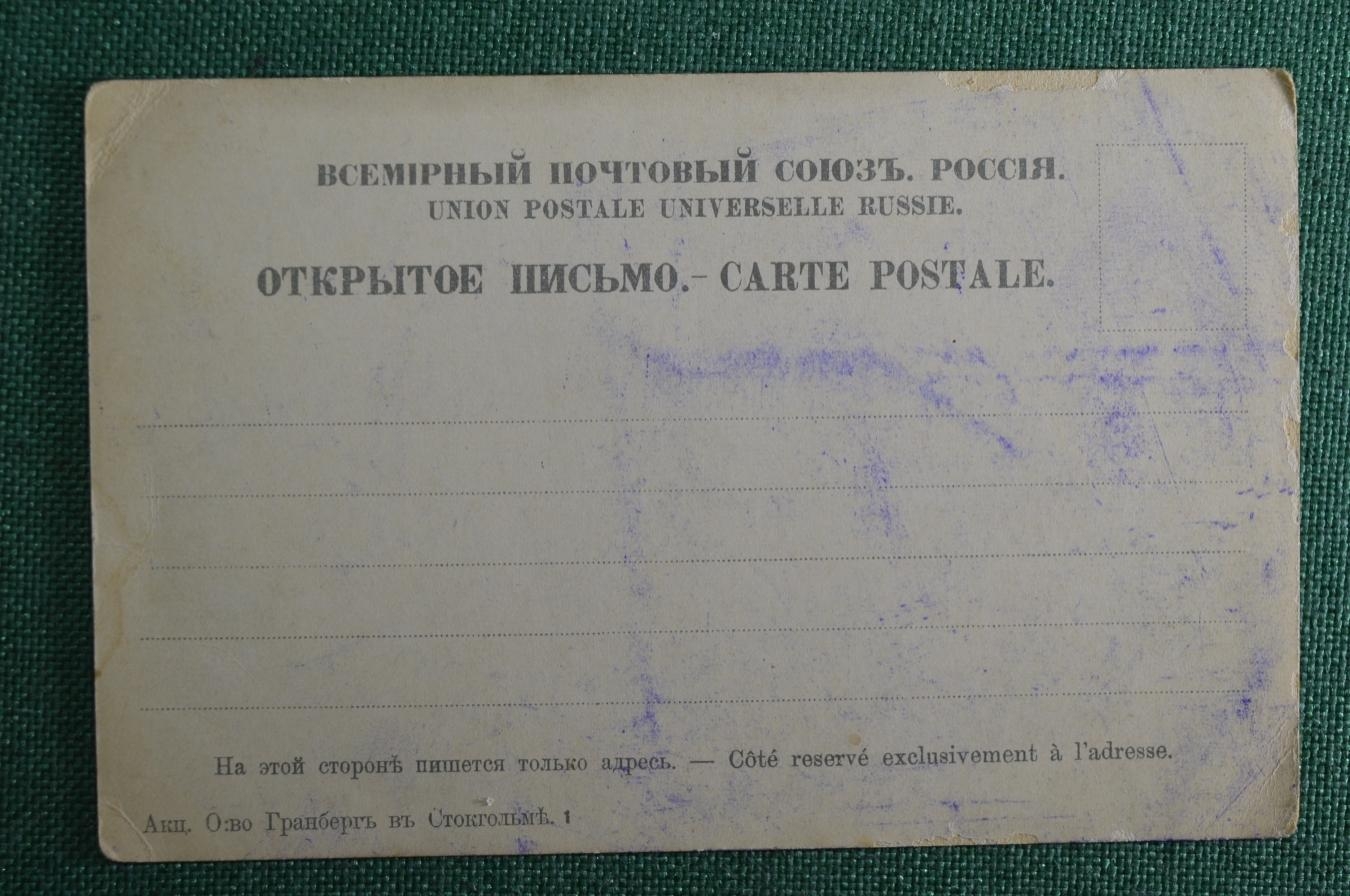 ВСЕМІРНЫЙ ПОЧТОВЫЙ СОЮЗЪ. РОССІЯ.
UNION POSTALE UNIVERSELLE RUSSIE.
ОТКРЫТОЕ ПИСЬМО.- CARTE POSTALE.
На этой сторонѣ пишется только адресъ. — Côté reservé exclusivement à l'adresse.
Акц. О:во Гранбергъ въ Стокгольмѣ. 1